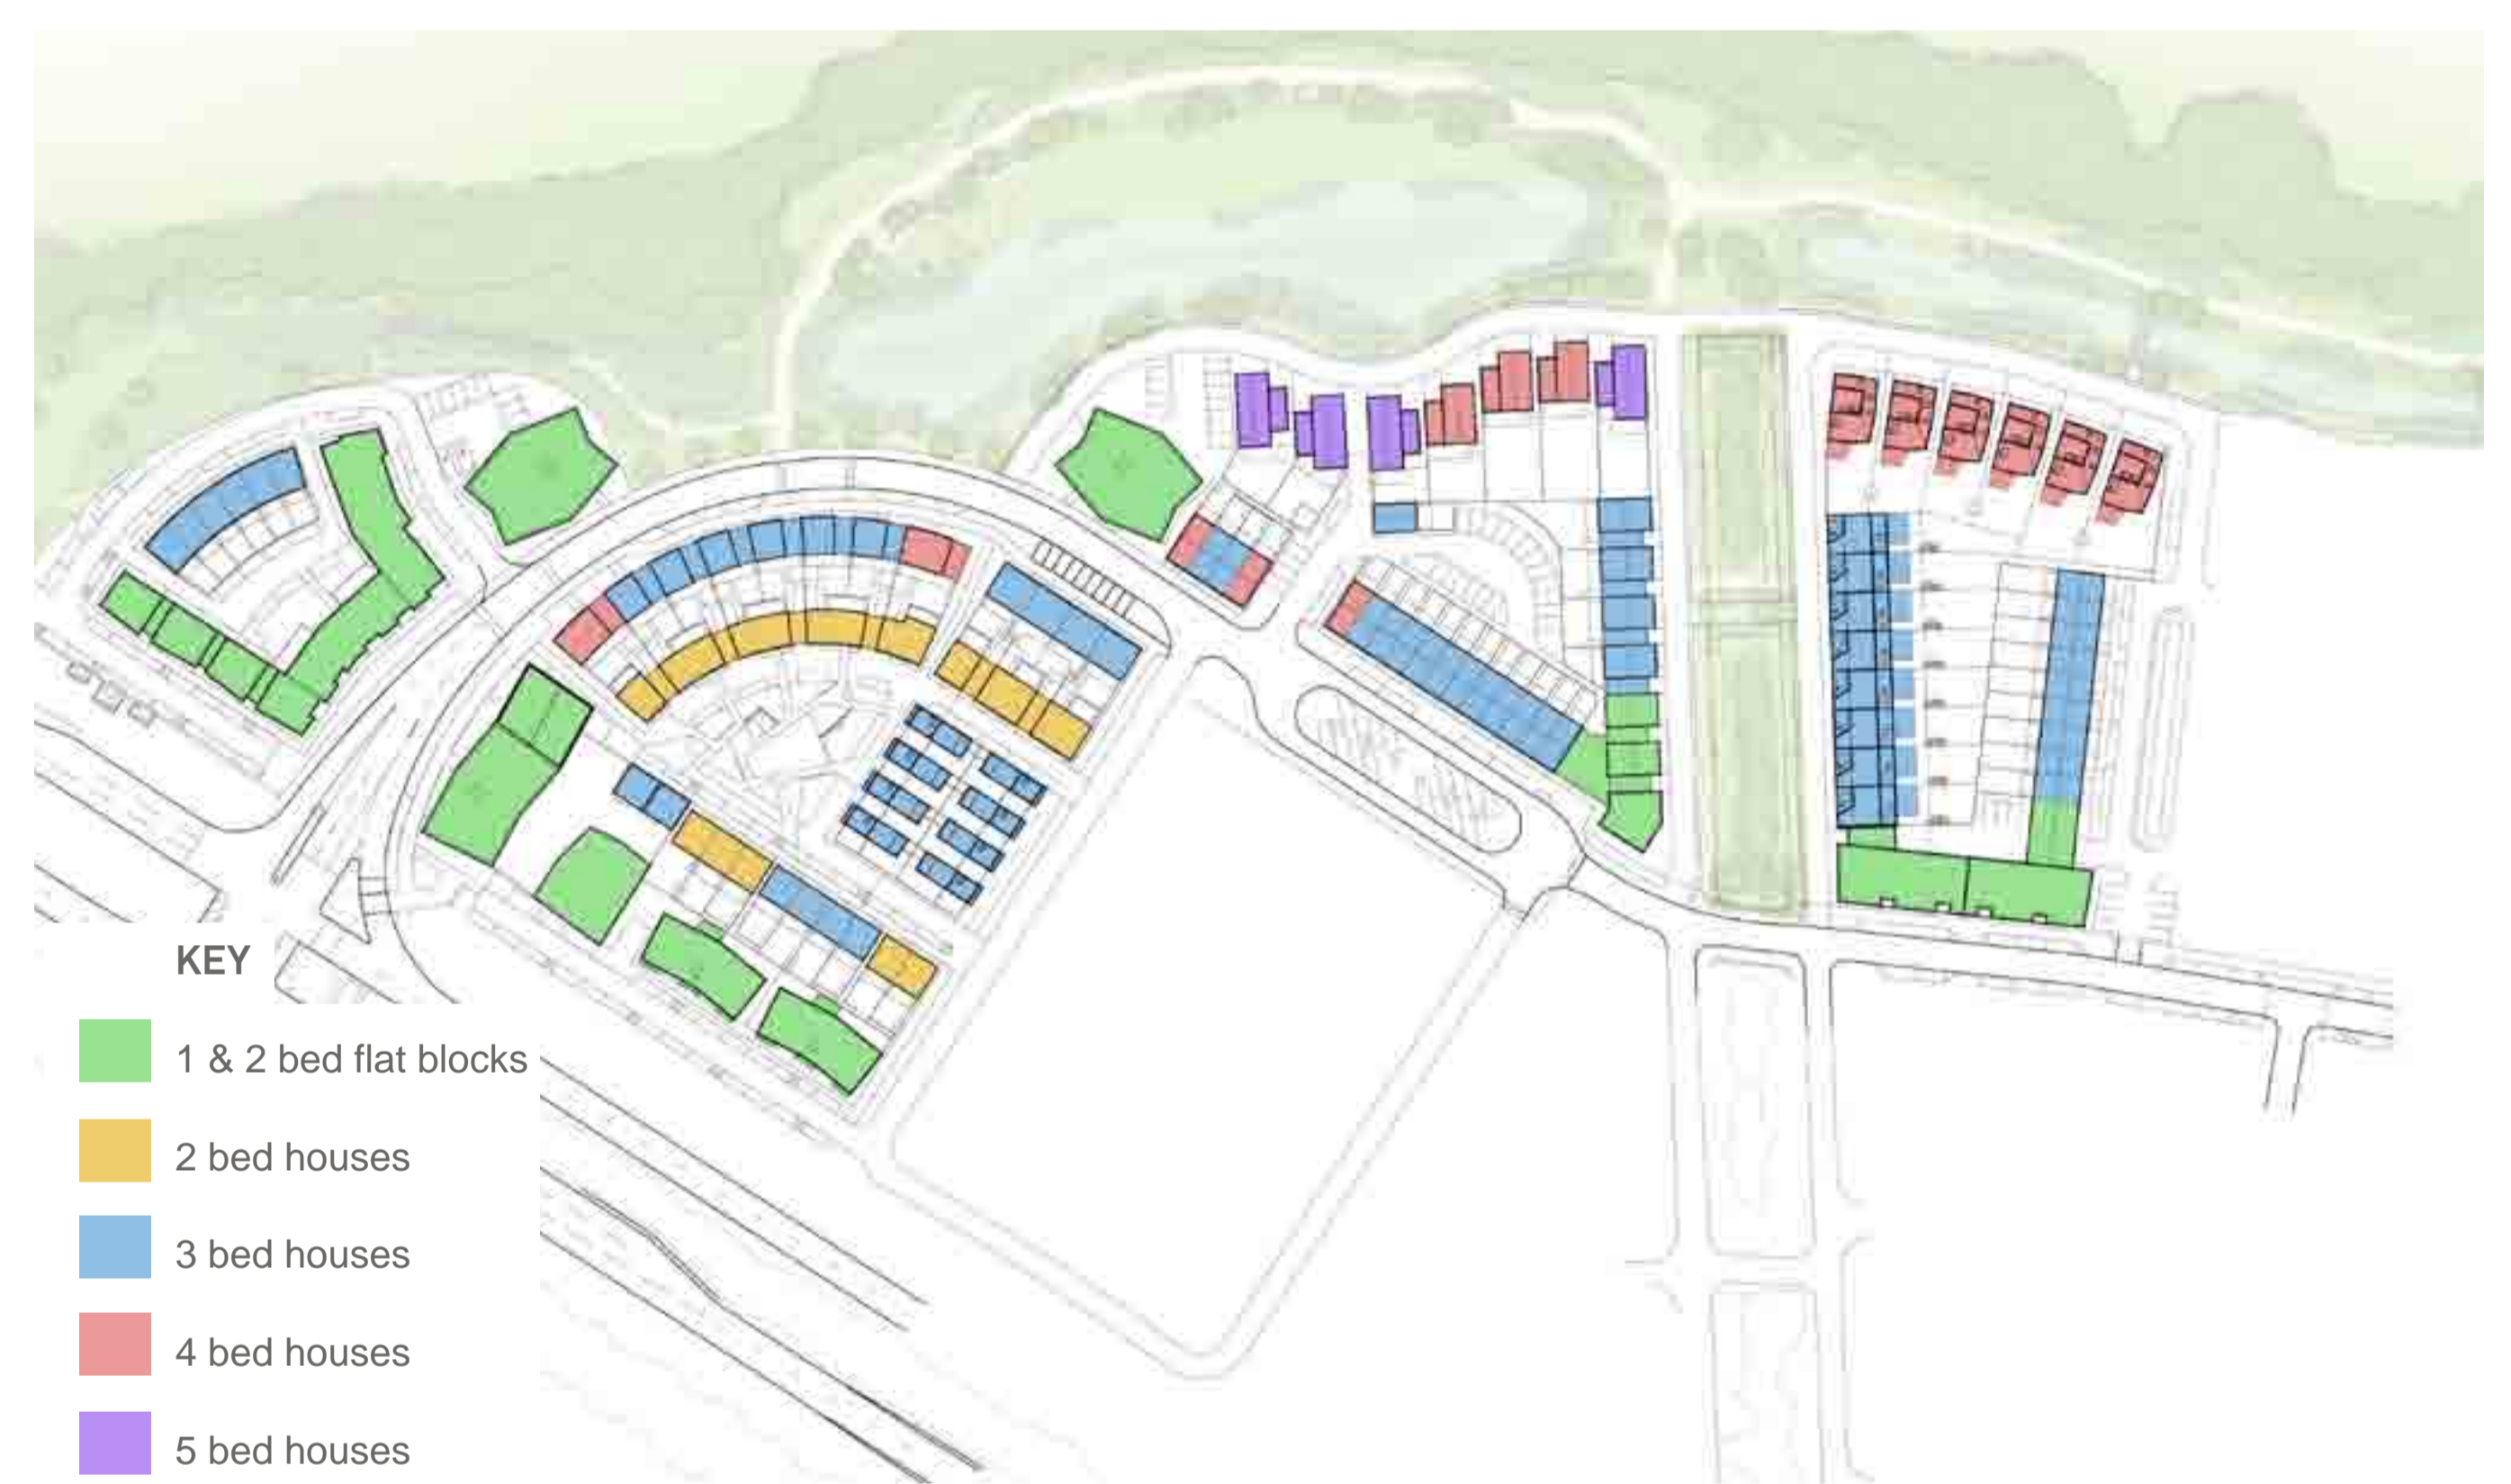 KEY
1 & 2 bed flat blocks
2 bed houses
3 bed houses
4 bed houses
5 bed houses